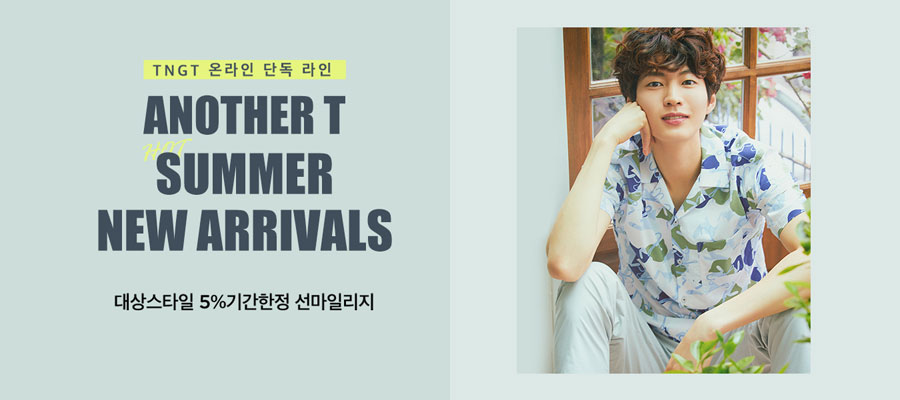 TNGT 온라인 단독 라인
ANOTHER T
HOT
SUMMER
NEW ARRIVALS
대상스타일 5%기간한정 선마일리지